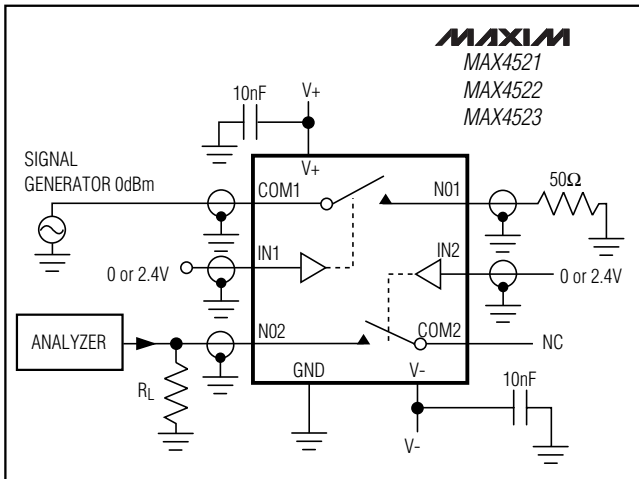 MAXIM
MAX4521
MAX4522
MAX4523
10nF
V+
V+
SIGNAL
GENERATOR 0dBm
COM1
N01
50Ω
IN1
IN2
0 or 2.4V
0 or 2.4V
ANALYZER
N02
COM2
NC
RL
GND
V-
10nF
V-